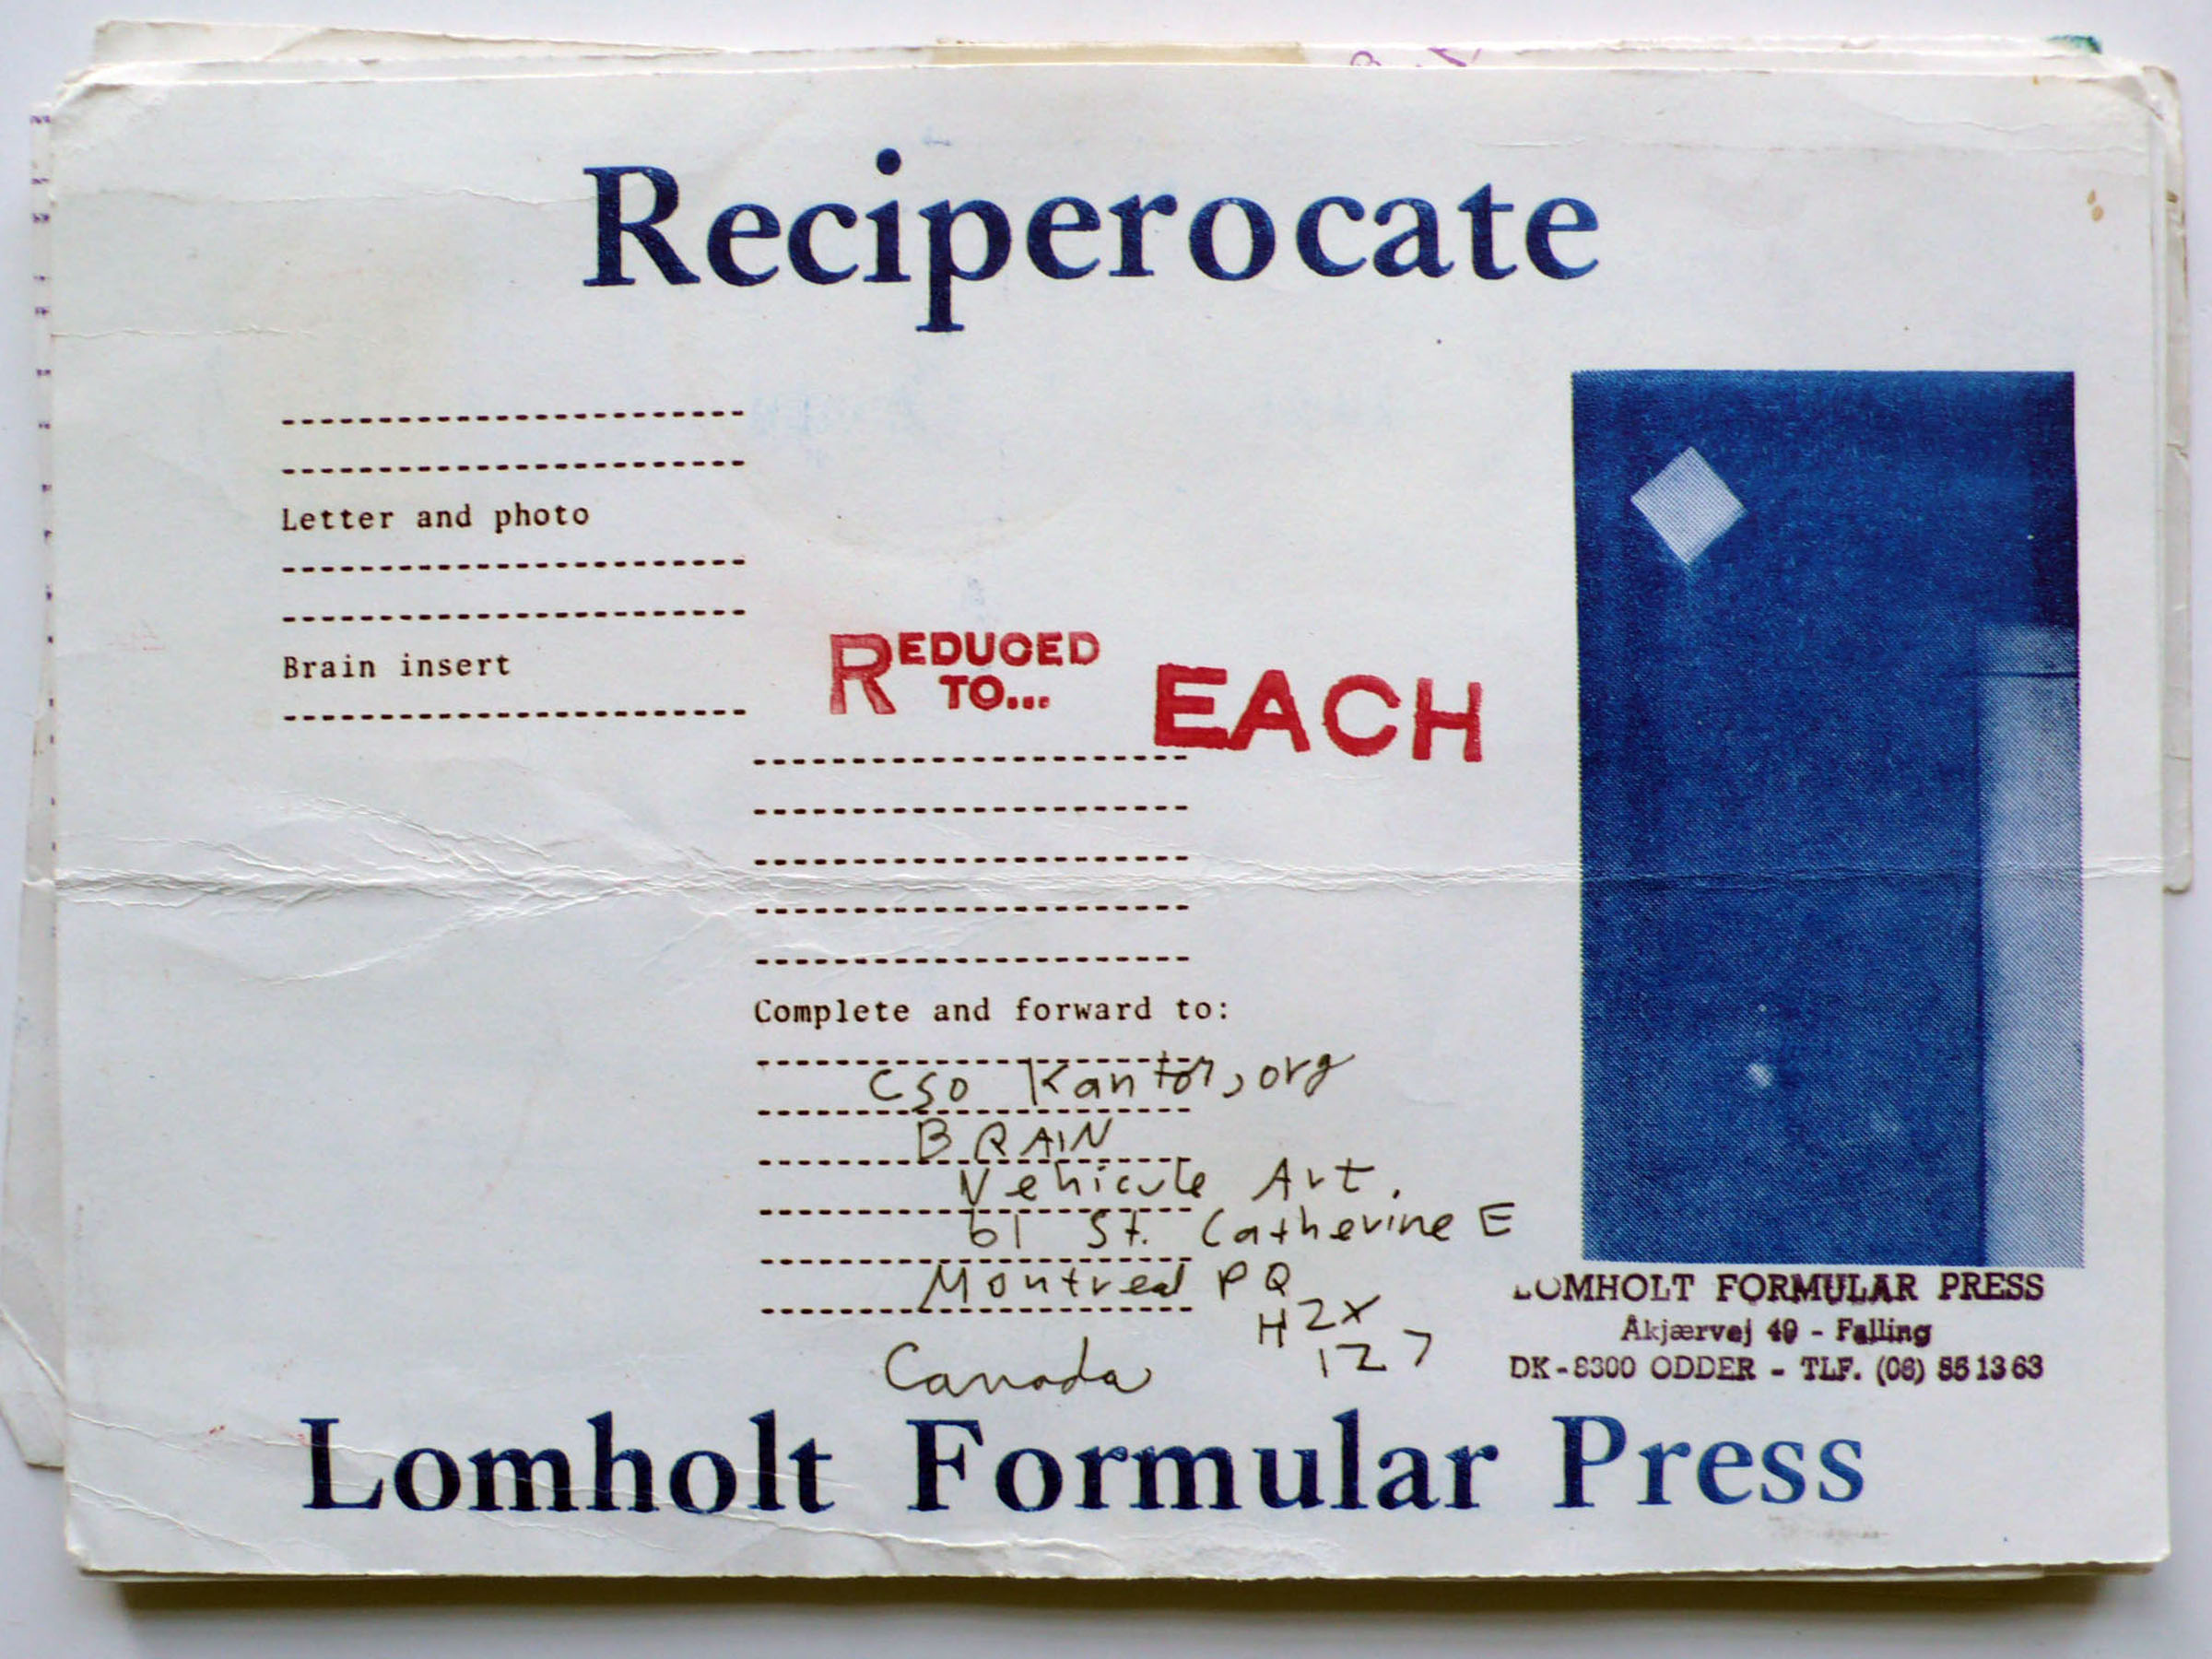 Reciperocate
Letter and photo
Brain insert
REDUCED
TO...
EACH
Complete and forward to:
CSO Kantor, org
BRAIN
Vehicule Art.
61 St. Catherine E
Montreal PQ
H2X
1Z7
Canada
LOMHOLT FORMULAR PRESS
Åkjærvej 49 - Falling
DK-8300 ODDER - TLF. (06) 55 13 63
Lomholt Formular Press